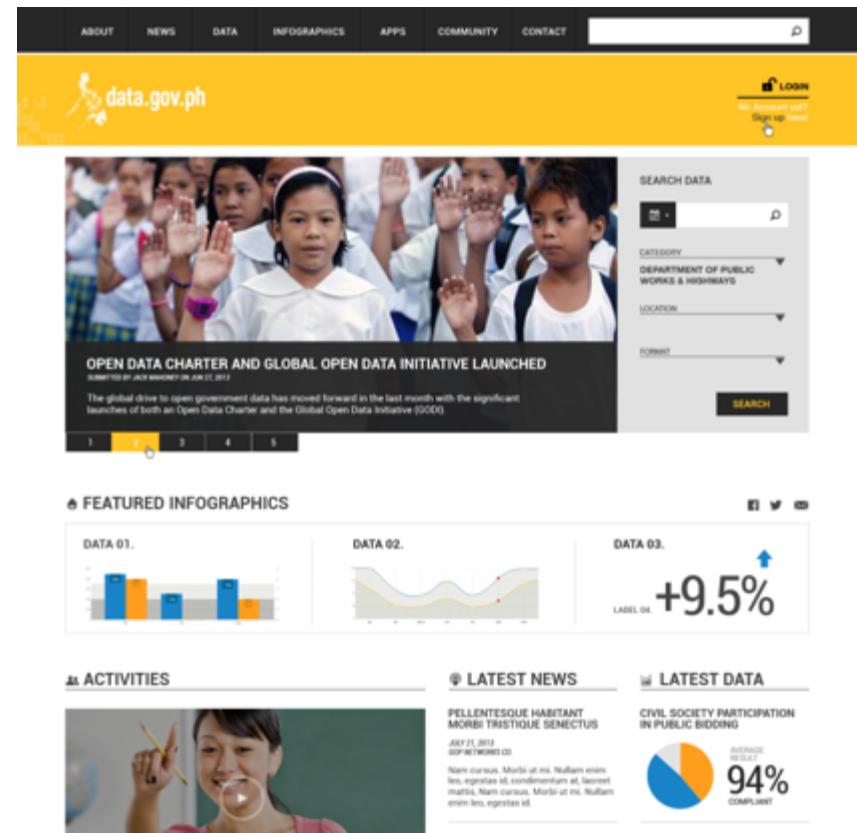 ABOUT NEWS DATA INFOGRAPHICS APPS COMMUNITY CONTACT
data.gov.ph
LOGIN
No Account yet?
Sign up here!
OPEN DATA CHARTER AND GLOBAL OPEN DATA INITIATIVE LAUNCHED
SUBMITTED BY JACK MAHONEY ON JUN 27, 2013
The global drive to open government data has moved forward in the last month with the significant
launches of both an Open Data Charter and the Global Open Data Initiative (GODI).
1 2 3 4 5
SEARCH DATA
CATEGORY
DEPARTMENT OF PUBLIC
WORKS & HIGHWAYS
LOCATION
FORMAT
SEARCH
FEATURED INFOGRAPHICS
DATA 01.
DATA 02.
DATA 03.
LABEL 04. +9.5%
ACTIVITIES
LATEST NEWS
PELLENTESQUE HABITANT
MORBI TRISTIQUE SENECTUS
JULY 21, 2013
GOP NETWORKS CO.
Nam cursus. Morbi ut mi. Nullam enim
leo, egestas id, condimentum at, laoreet
mattis, Nam cursus. Morbi ut mi. Nullam
enim leo, egestas id.
LATEST DATA
CIVIL SOCIETY PARTICIPATION
IN PUBLIC BIDDING
AVERAGE
RESULT
94%
COMPLIANT